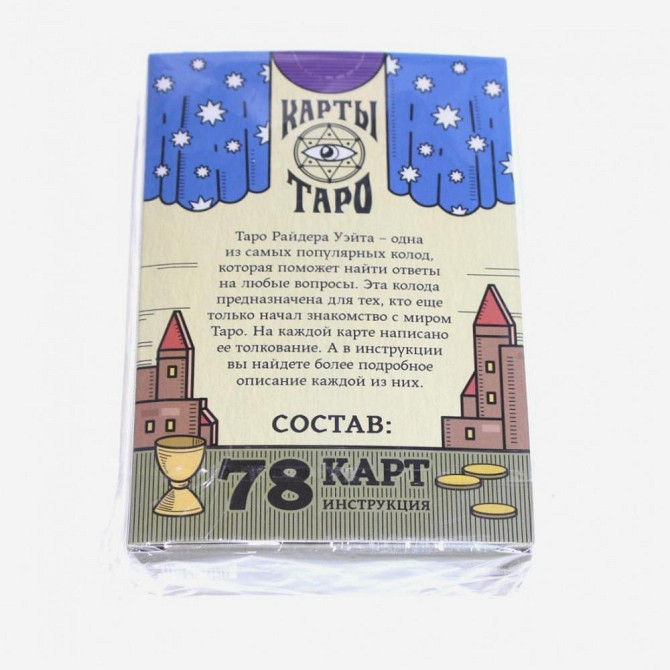 КАРТЫ
ТАРО
Таро Райдера Уэйта – одна
из самых популярных колод,
которая поможет найти ответы
на любые вопросы. Эта колода
предназначена для тех, кто еще
только начал знакомство с миром
Таро. На каждой карте написано
ее толкование. А в инструкции
вы найдете более подробное
описание каждой из них.
СОСТАВ:
78 КАРТ
ИНСТРУКЦИЯ